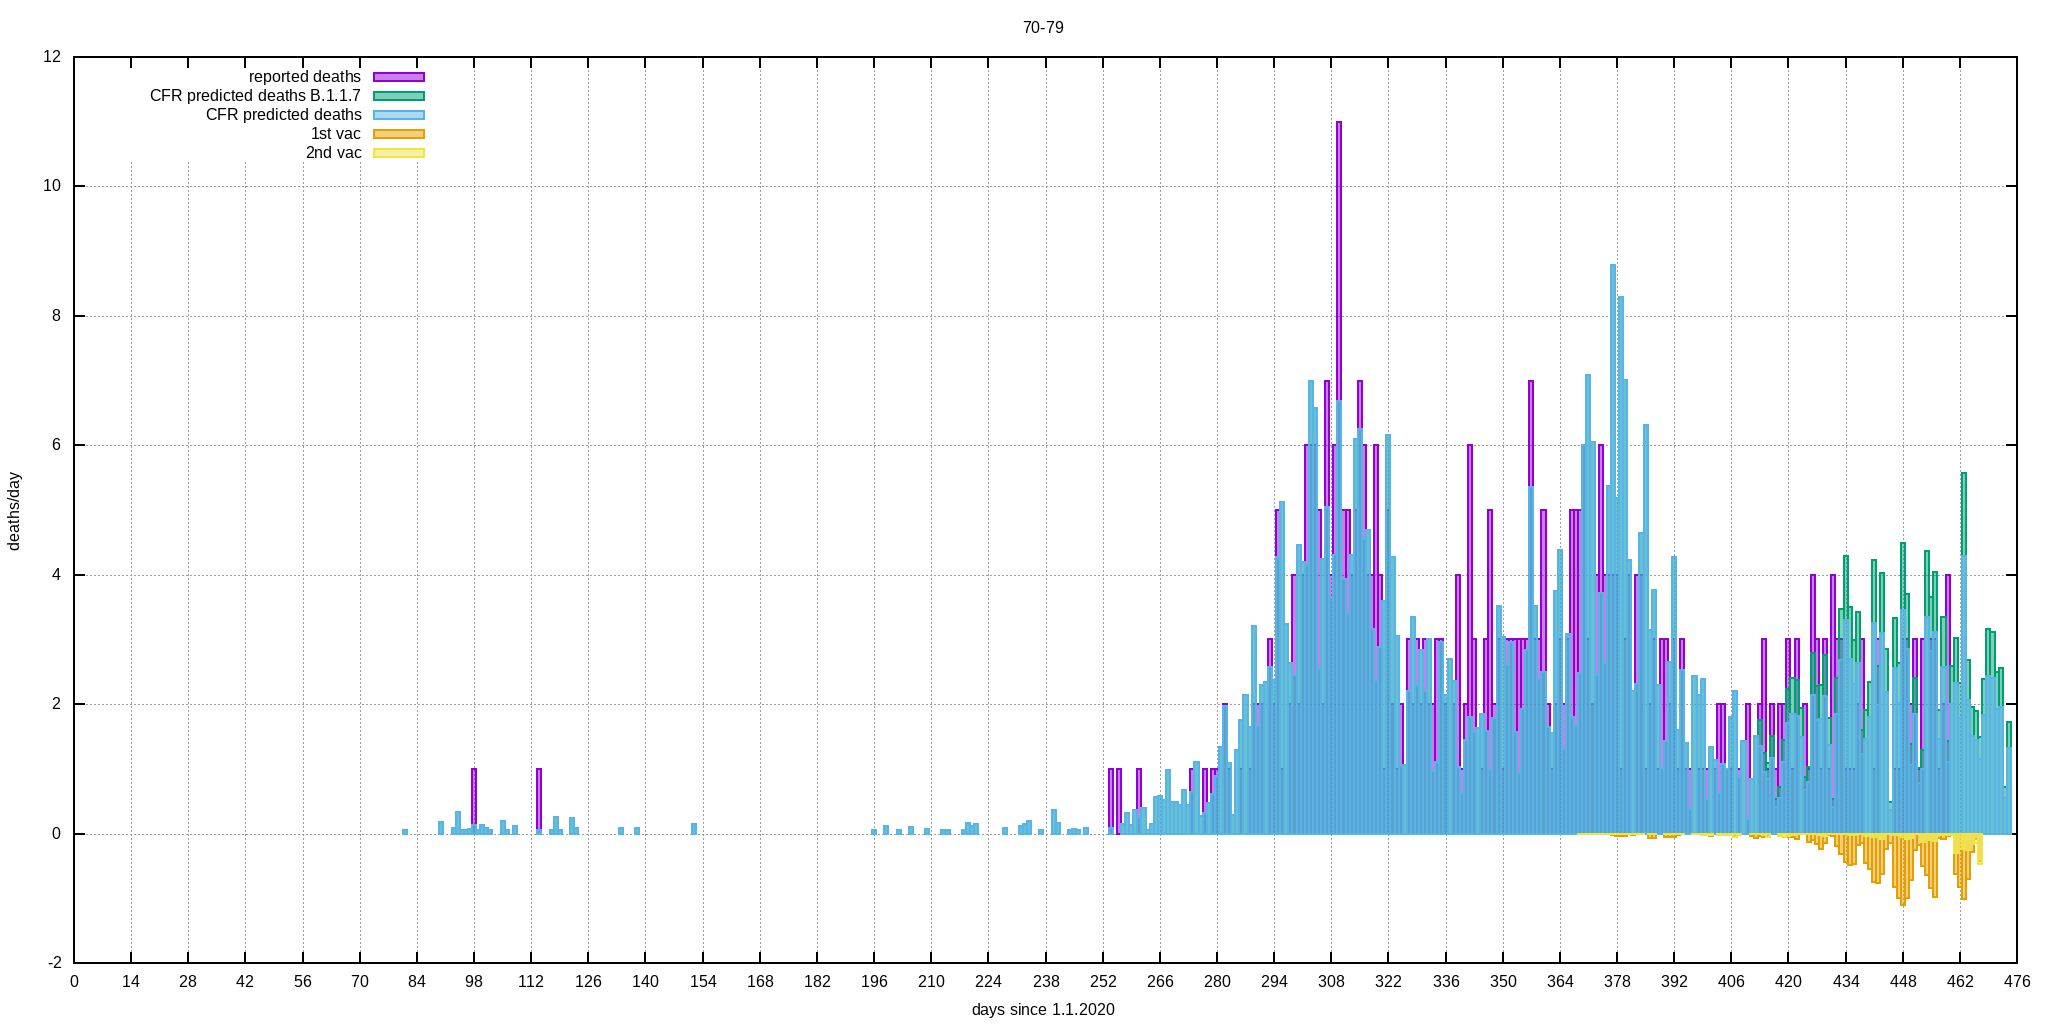 70-79
12
10
8
6
4
2
0
-2
deaths/day
reported deaths
CFR predicted deaths B.1.1.7
CFR predicted deaths
1st vac
2nd vac
0 14 28 42 56 70 84 98 112 126 140 154 168 182 196 210 224 238 252 266 280 294 308 322 336 350 364 378 392 406 420 434 448 462 476
days since 1.1.2020